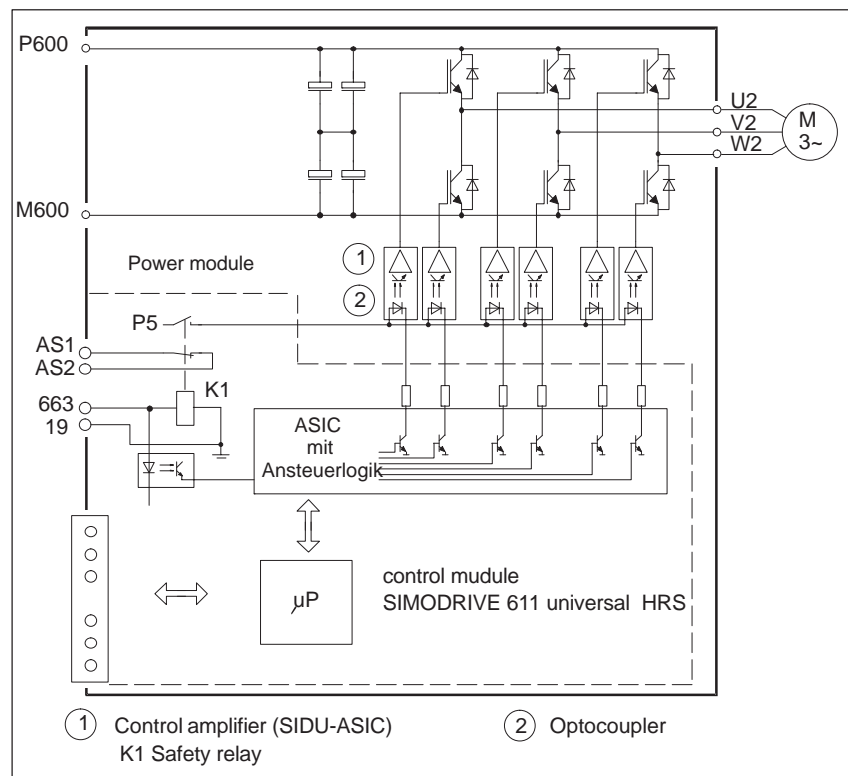 P600
U2
M
3~
V2
W2
M600
1
Power module
2
P5
AS1
AS2
K1
663
19
ASIC
mit
Ansteuerlogik
control mudule
SIMODRIVE 611 universal HRS
µP
1 Control amplifier (SIDU-ASIC)
K1 Safety relay
2 Optocoupler